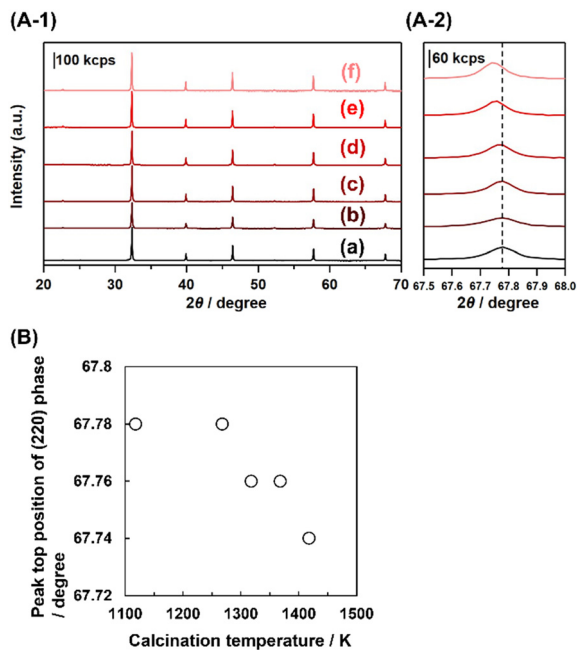 (A-1)
100 kcps
(f)
(e)
(d)
(c)
(b)
(a)
Intensity (a.u.)
20 30 40 50 60 70
2θ / degree
(A-2)
60 kcps
67.5 67.6 67.7 67.8 67.9 68.0
2θ / degree
(B)
Peak top position of (220) phase
/ degree
67.8
67.78
67.76
67.74
67.72
1100 1200 1300 1400 1500
Calcination temperature / K